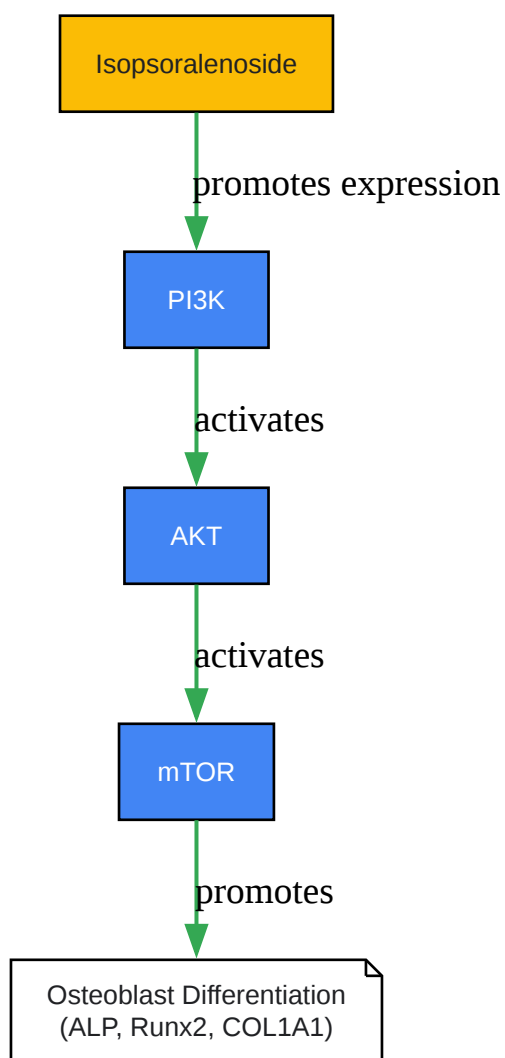 Isopsoralenoside
promotes expression
PI3K
activates
AKT
activates
mTOR
promotes
Osteoblast Differentiation
(ALP, Runx2, COL1A1)